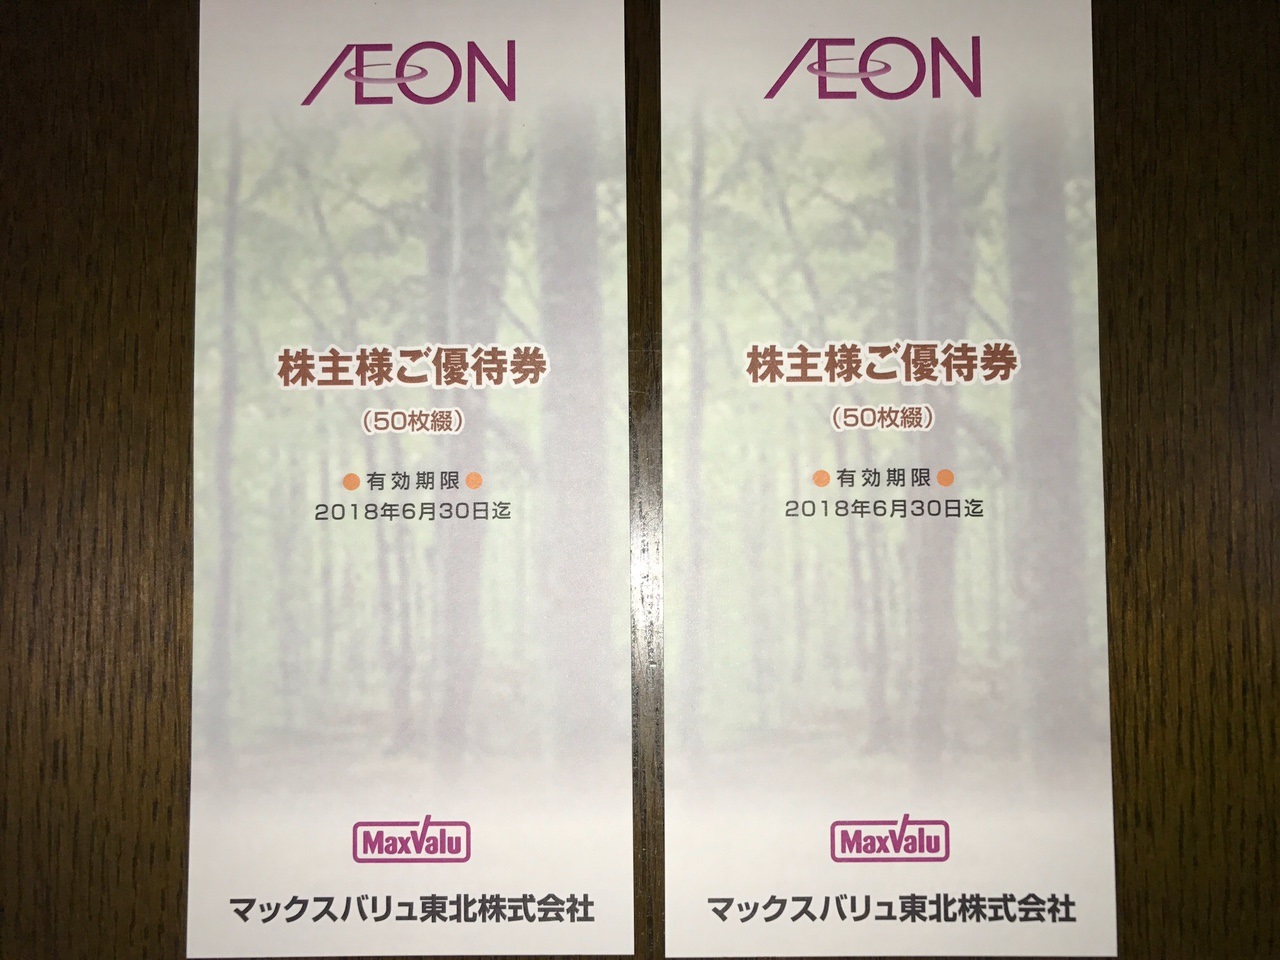 ÆON
株主様ご優待券
(50枚綴)
●有効期限●
2018年6月30日迄
MaxValu
マックスバリュ東北株式会社
ÆON
株主様ご優待券
(50枚綴)
●有効期限●
2018年6月30日迄
MaxValu
マックスバリュ東北株式会社